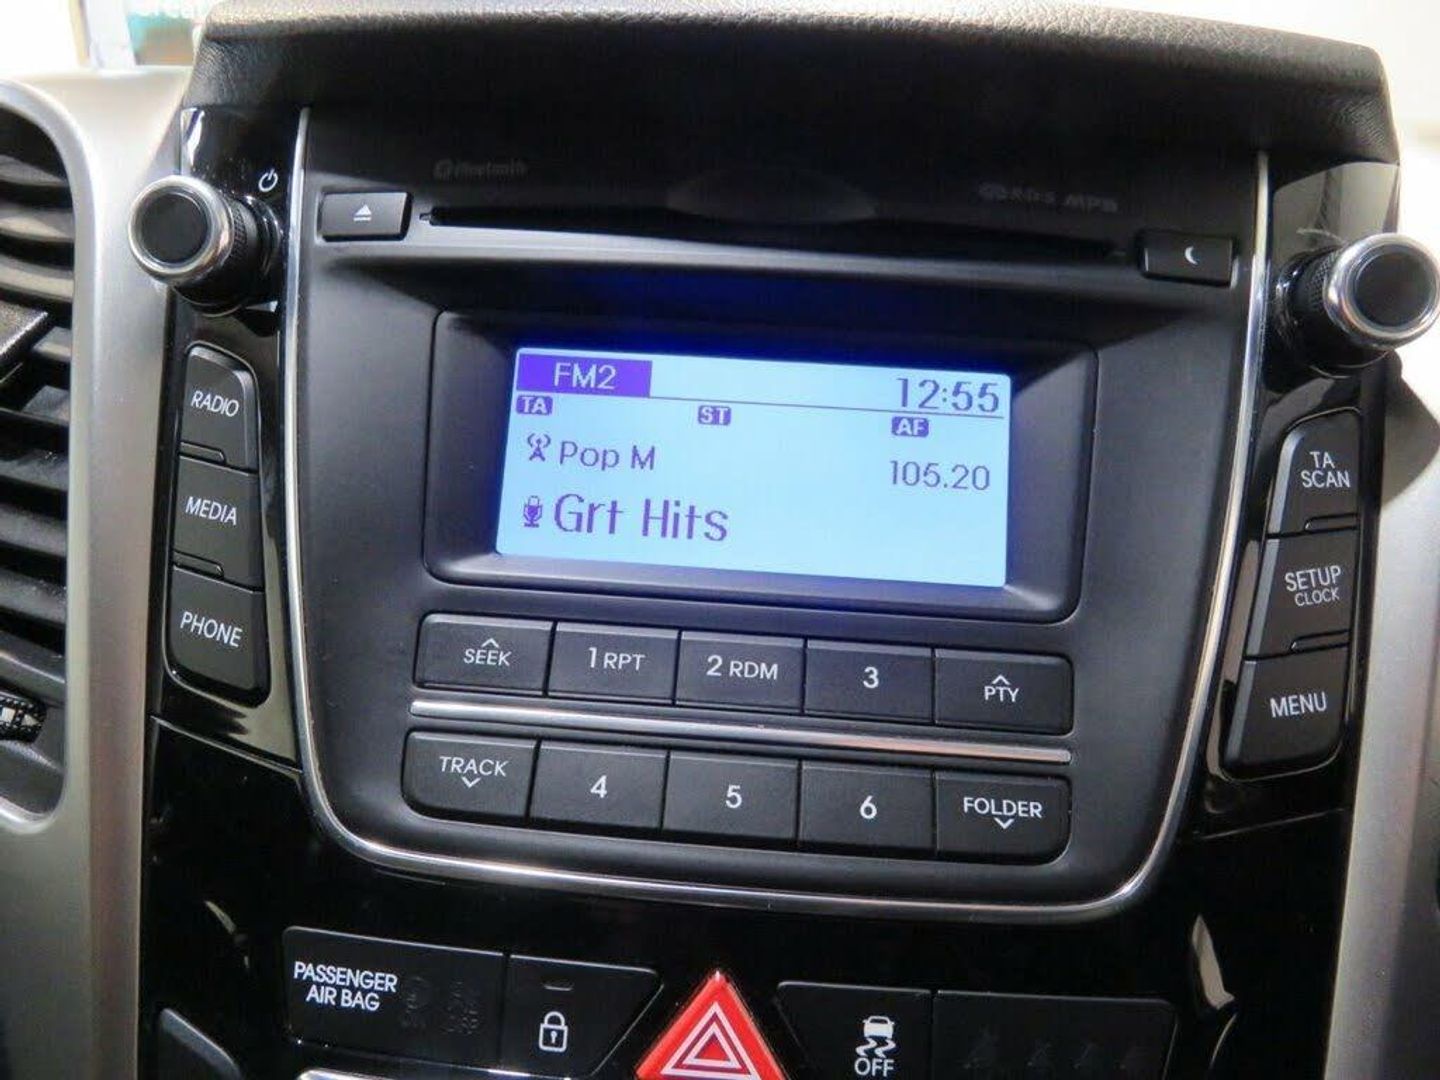 Bluetooth
FM2
12:55
TA
ST
AF
Pop M
105.20
Grt Hits
RADIO
MEDIA
PHONE
TA
SCAN
SETUP
CLOCK
MENU
SEEK
1 RPT
2 RDM
3
PTY
TRACK
4
5
6
FOLDER
PASSENGER
AIR BAG
OFF